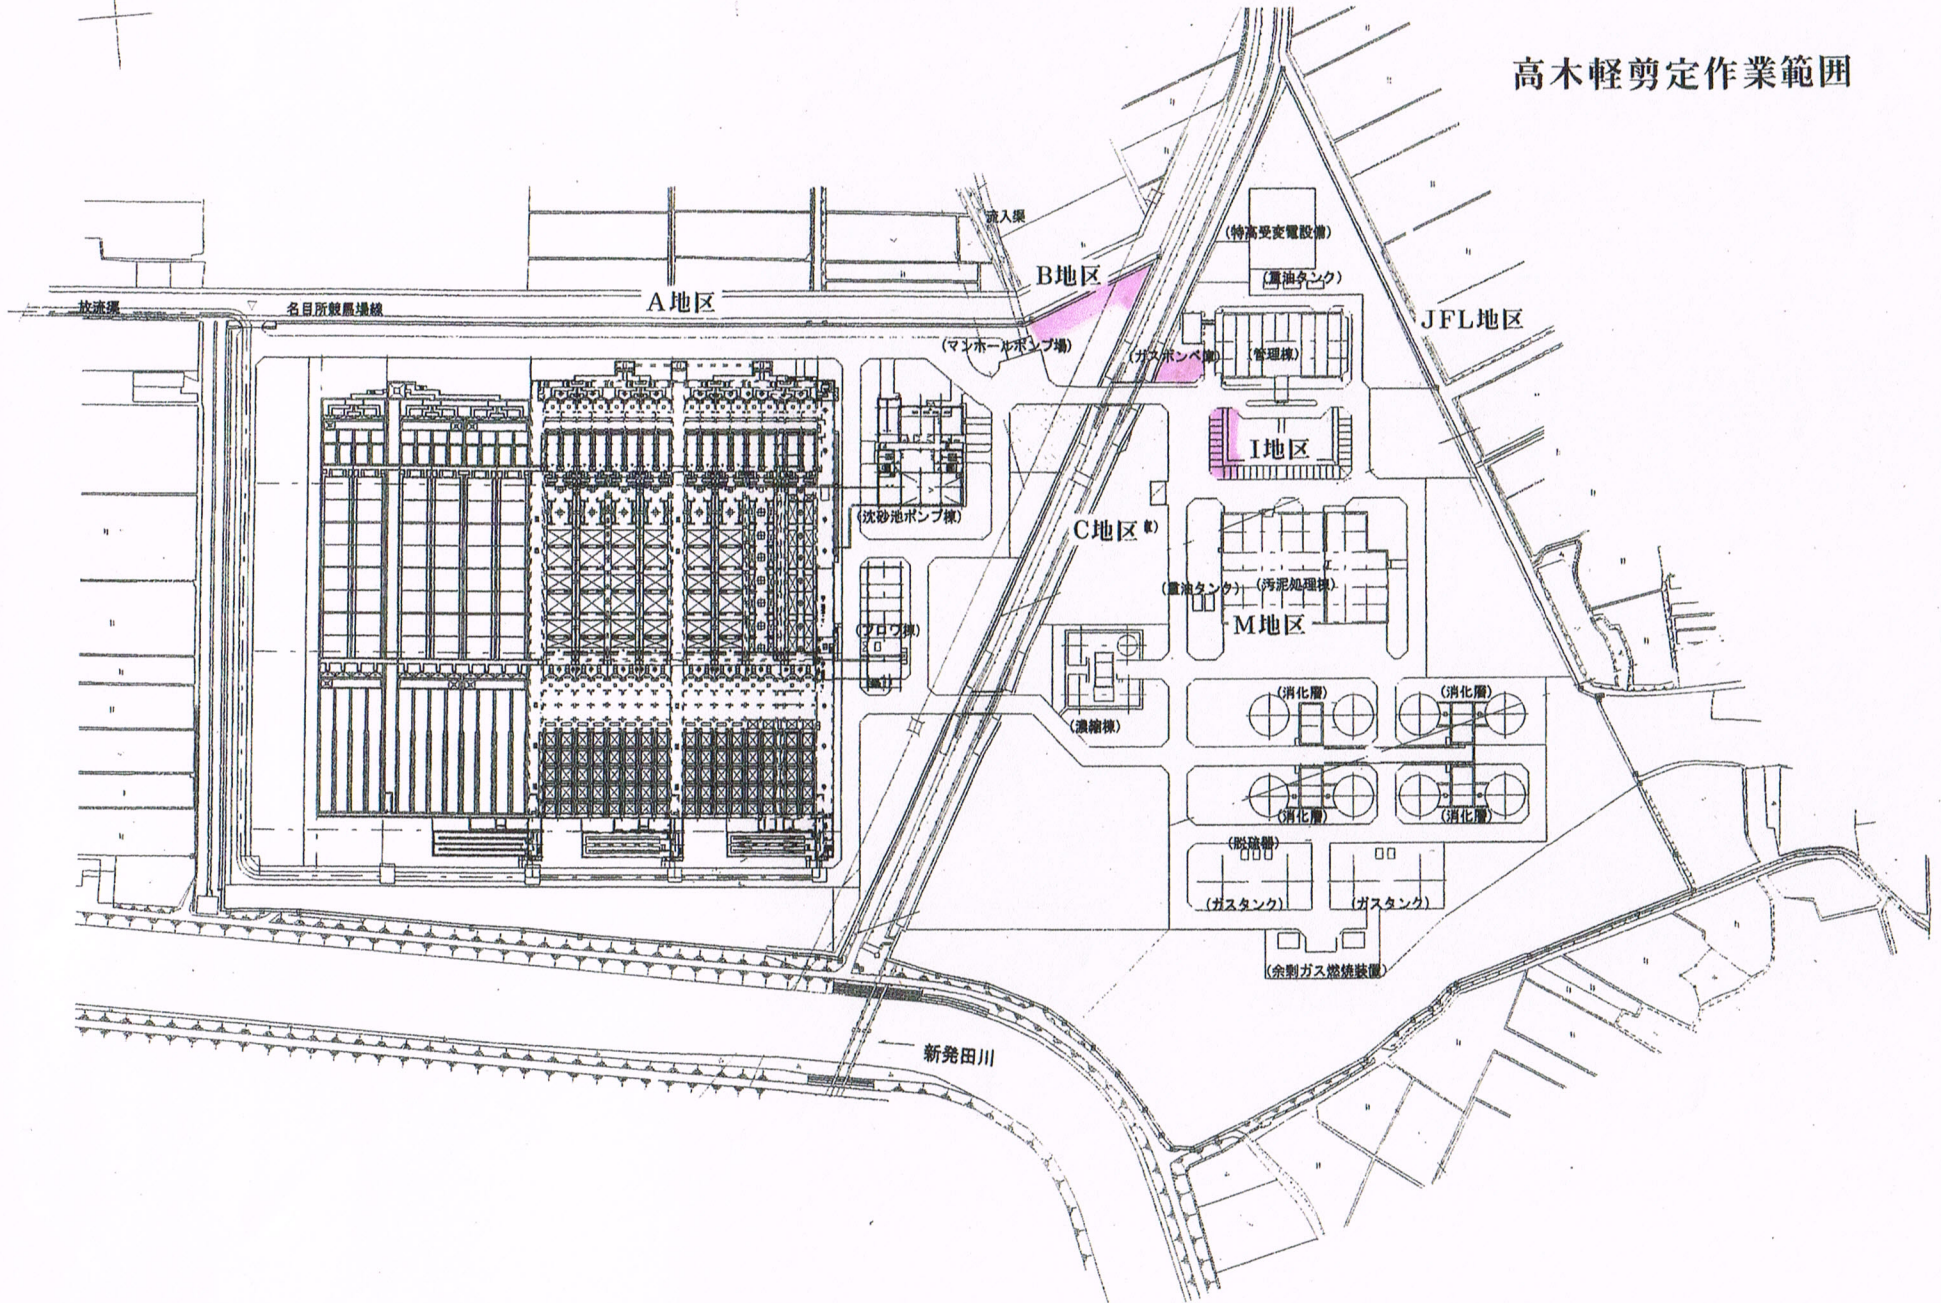 高木軽剪定作業範囲
流入渠
(特高受変電設備)
B地区
(重油タンク)
放流渠
名目所競馬場線
A地区
JFL地区
(マンホールポンプ場)
(ガスボンベ庫)
(管理棟)
I地区
(沈砂池ポンプ棟)
C地区
(重油タンク)
(汚泥処理棟)
M地区
(ブロワ棟)
(消化層)
(消化層)
(濃縮棟)
(消化層)
(消化層)
(脱硫器)
(ガスタンク)
(ガスタンク)
(余剰ガス燃焼装置)
新発田川